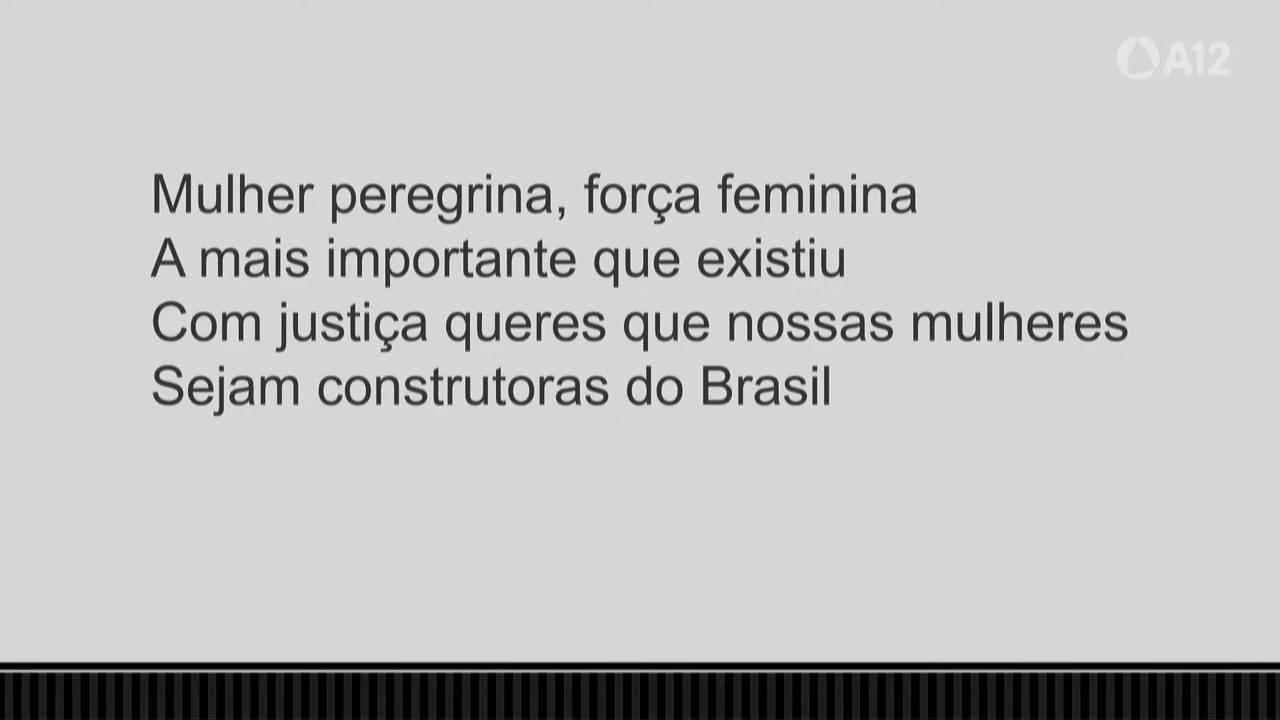 A12
Mulher peregrina, força feminina
A mais importante que existiu
Com justiça queres que nossas mulheres
Sejam construtoras do Brasil